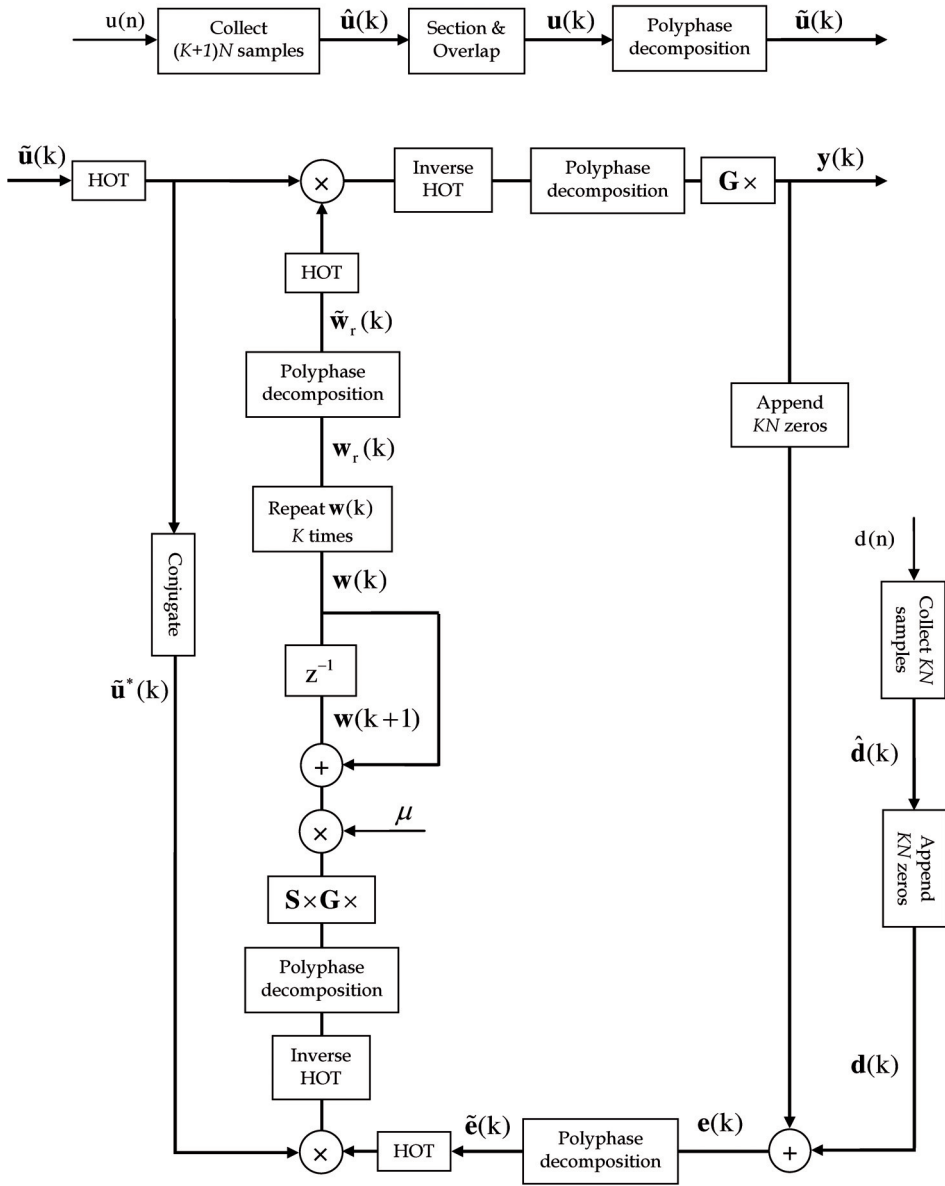 u(n)
Collect
(K+1)N samples
û(k)
Section &
Overlap
u(k)
Polyphase
decomposition
ũ(k)
ũ(k)
HOT
×
Inverse
HOT
Polyphase
decomposition
G×
y(k)
HOT
w̃r(k)
Polyphase
decomposition
Append
KN zeros
wr(k)
Repeat w(k)
K times
d(n)
w(k)
Conjugate
Collect KN
samples
z⁻¹
ũ*(k)
w(k+1)
d̂(k)
+
×
μ
Append
KN zeros
S×G×
Polyphase
decomposition
Inverse
HOT
d(k)
×
HOT
ẽ(k)
Polyphase
decomposition
e(k)
+